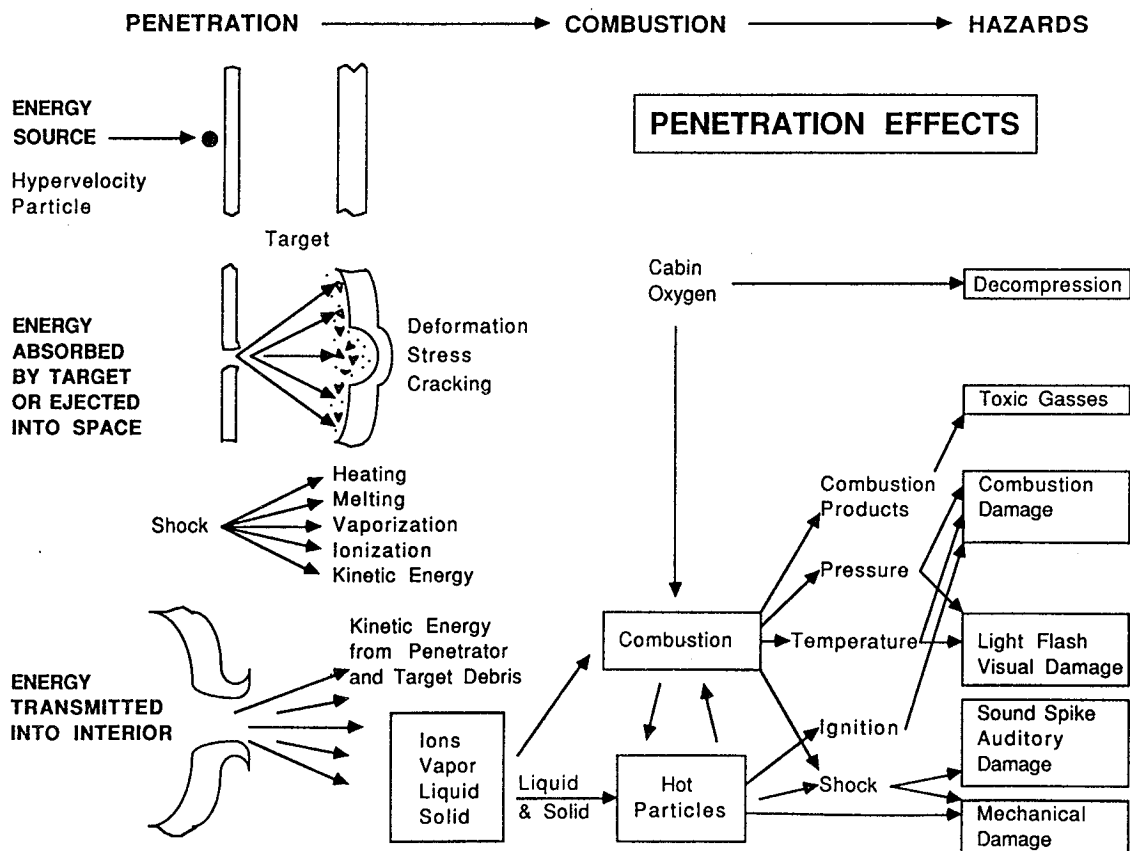 PENETRATION
COMBUSTION
HAZARDS
ENERGY
SOURCE
Hypervelocity
Particle
PENETRATION EFFECTS
Target
ENERGY
ABSORBED
BY TARGET
OR EJECTED
INTO SPACE
Deformation
Stress
Cracking
Cabin
Oxygen
Decompression
Toxic Gasses
Shock
Heating
Melting
Vaporization
Ionization
Kinetic Energy
Combustion
Products
Combustion
Damage
Pressure
Combustion
Temperature
Light Flash
Visual Damage
ENERGY
TRANSMITTED
INTO INTERIOR
Kinetic Energy
from Penetrator
and Target Debris
Ions
Vapor
Liquid
Solid
Liquid
& Solid
Hot
Particles
Ignition
Shock
Sound Spike
Auditory
Damage
Mechanical
Damage